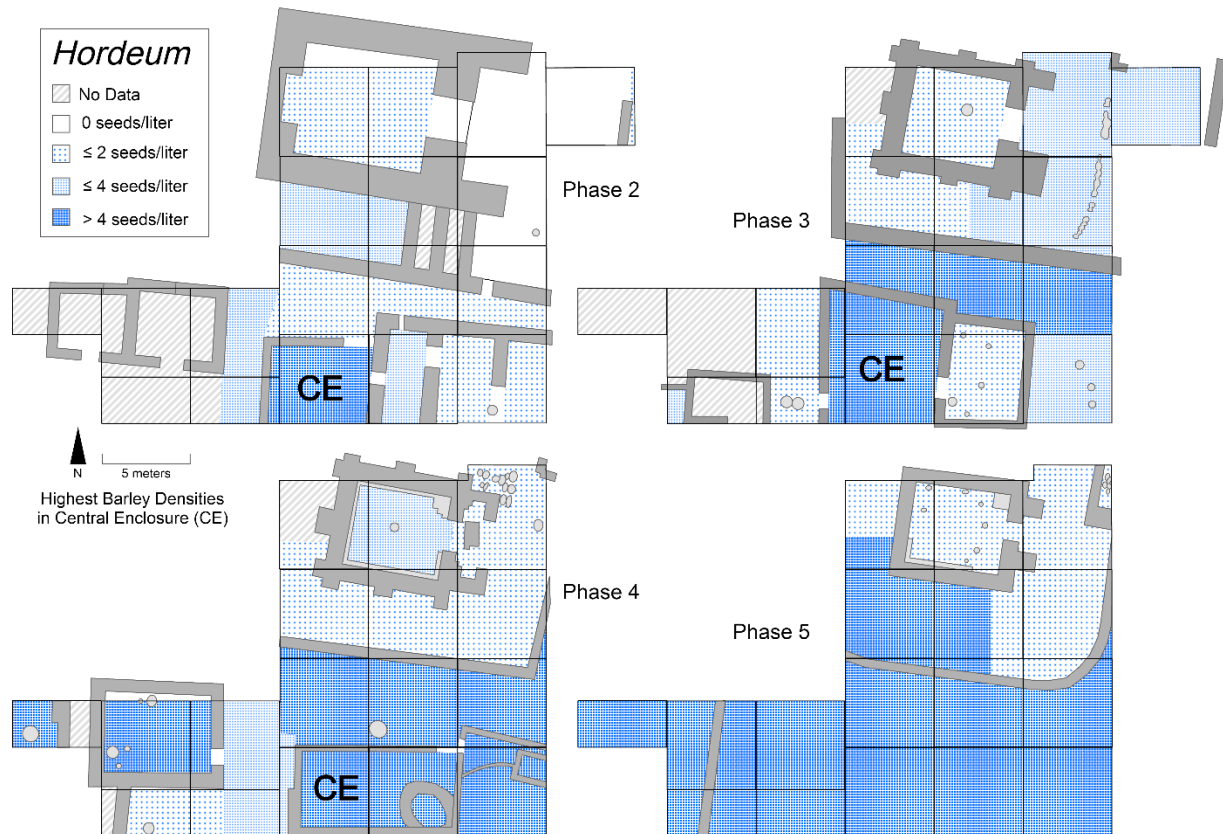 Hordeum
No Data
0 seeds/liter
≤ 2 seeds/liter
≤ 4 seeds/liter
> 4 seeds/liter
Phase 2
Phase 3
CE
CE
N
5 meters
Highest Barley Densities
in Central Enclosure (CE)
Phase 4
Phase 5
CE